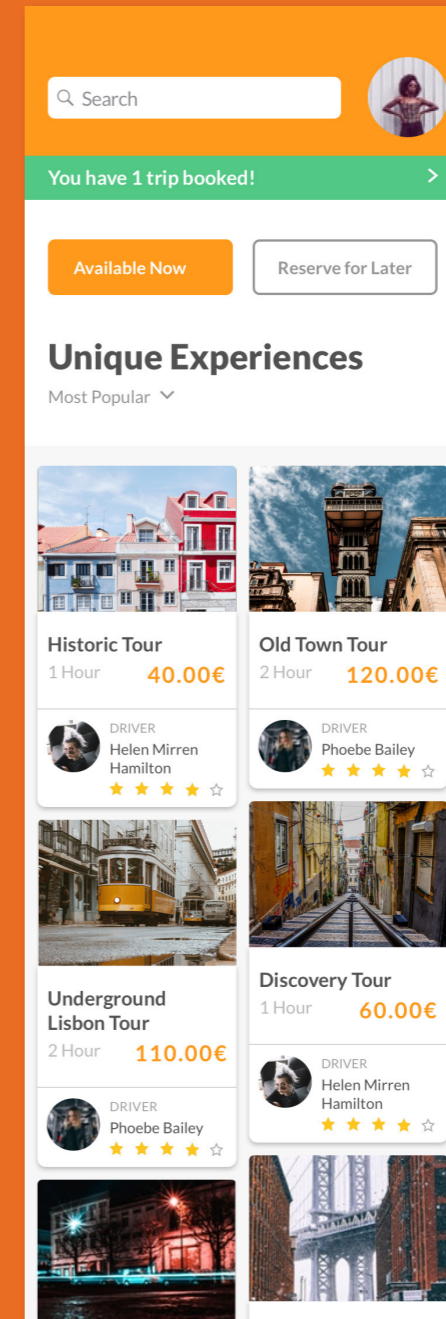 Search
You have 1 trip booked!
Available Now
Reserve for Later
Unique Experiences
Most Popular
Historic Tour
1 Hour
40.00€
DRIVER
Helen Mirren
Hamilton
Old Town Tour
2 Hour
120.00€
DRIVER
Phoebe Bailey
Underground
Lisbon Tour
2 Hour
110.00€
DRIVER
Phoebe Bailey
Discovery Tour
1 Hour
60.00€
DRIVER
Helen Mirren
Hamilton